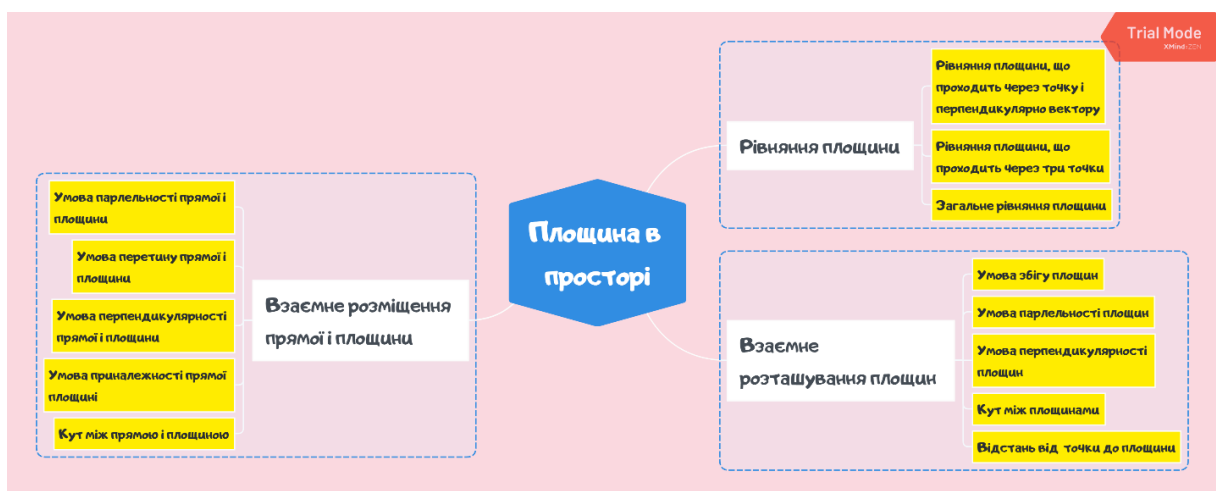 Trial Mode
XMind:ZEN
Площина в
просторі
Рівняння площини
Рівняння площини, що
проходить через точку і
перпендикулярно вектору
Рівняння площини, що
проходить через три точки
Загальне рівняння площини
Взаємне
розташування площин
Умова збігу площин
Умова парлельності площин
Умова перпендикулярності
площин
Кут між площинами
Відстань від точки до площини
Взаємне розміщення
прямої і площини
Умова парлельності прямої і
площини
Умова перетину прямої і
площини
Умова перпендикулярності
прямої і площини
Умова приналежності прямої
площині
Кут між прямою і площиною